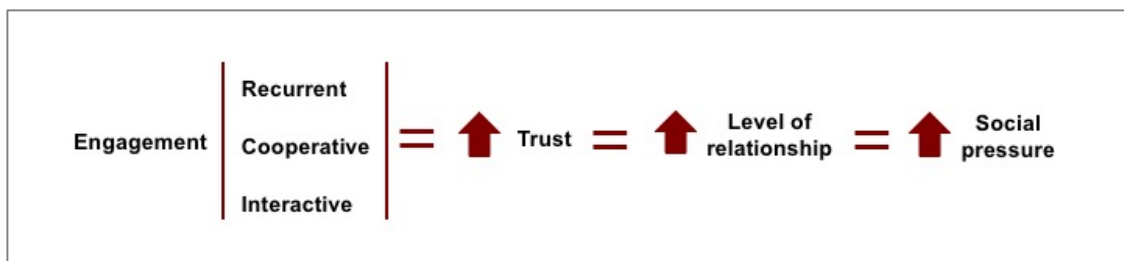 Engagement
Recurrent
Cooperative
Interactive
=
Trust
=
Level of
relationship
=
Social
pressure